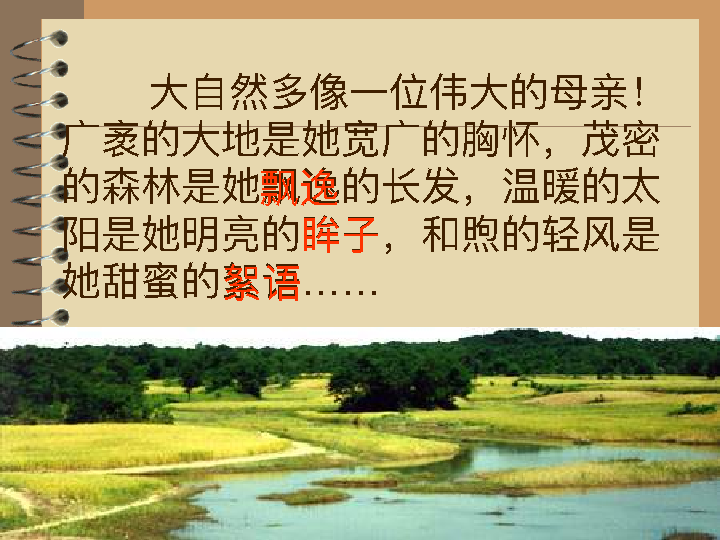 大自然多像一位伟大的母亲！
广袤的大地是她宽广的胸怀，茂密
的森林是她飘逸的长发，温暖的太
阳是她明亮的眸子，和煦的轻风是
她甜蜜的絮语……